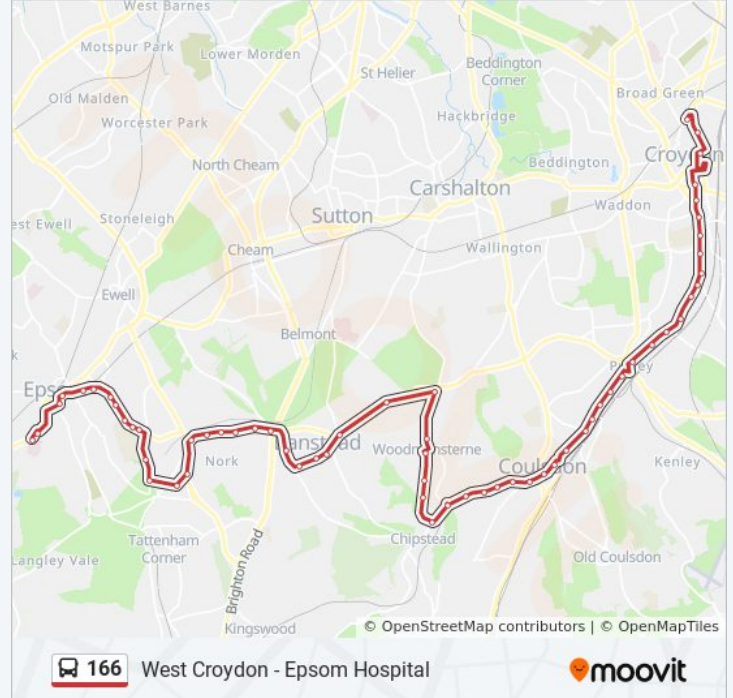 West Barnes
Motspur Park
Lower Morden
St Helier
Beddington
Corner
Broad Green
Old Malden
Worcester Park
Hackbridge
North Cheam
Beddington
Croydon
Carshalton
Waddon
Sutton
est Ewell
Stoneleigh
Cheam
Wallington
Ewell
Belmont
k
Nork
Woodmansterne
Coulsdon
Kenley
Tattenham
Corner
Chipstead
Langley Vale
Brighton Road
Old Coulsdon
Kingswood
© OpenStreetMap contributors | © OpenMapTiles
166 West Croydon - Epsom Hospital
moovit